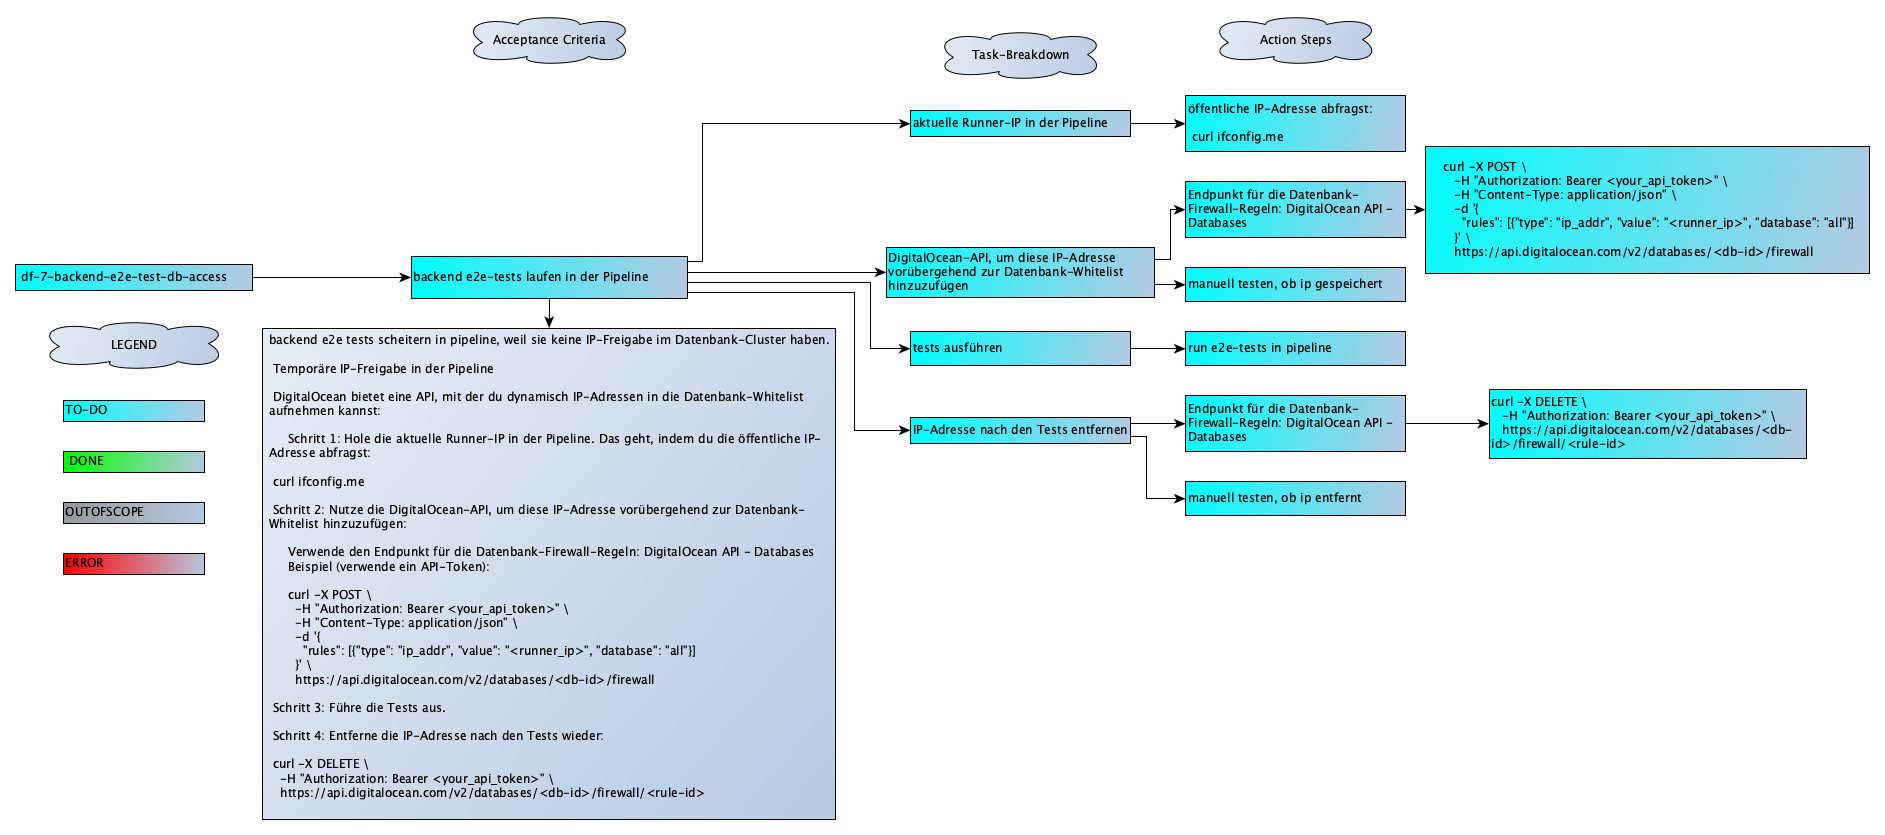 Acceptance Criteria
Task-Breakdown
Action Steps
df-7-backend-e2e-test-db-access
backend e2e-tests laufen in der Pipeline
LEGEND
TO-DO
DONE
OUTOFSCOPE
ERROR
backend e2e tests scheitern in pipeline, weil sie keine IP-Freigabe im Datenbank-Cluster haben.
Temporäre IP-Freigabe in der Pipeline
DigitalOcean bietet eine API, mit der du dynamisch IP-Adressen in die Datenbank-Whitelist
aufnehmen kannst:
Schritt 1: Hole die aktuelle Runner-IP in der Pipeline. Das geht, indem du die öffentliche IP-
Adresse abfragst:
curl ifconfig.me
Schritt 2: Nutze die DigitalOcean-API, um diese IP-Adresse vorübergehend zur Datenbank-
Whitelist hinzuzufügen:
Verwende den Endpunkt für die Datenbank-Firewall-Regeln: DigitalOcean API - Databases
Beispiel (verwende ein API-Token):
curl -X POST \
-H "Authorization: Bearer <your_api_token>" \
-H "Content-Type: application/json" \
-d '{
"rules": [{"type": "ip_addr", "value": "<runner_ip>", "database": "all"}]
}' \
https://api.digitalocean.com/v2/databases/<db-id>/firewall
Schritt 3: Führe die Tests aus.
Schritt 4: Entferne die IP-Adresse nach den Tests wieder:
curl -X DELETE \
-H "Authorization: Bearer <your_api_token>" \
https://api.digitalocean.com/v2/databases/<db-id>/firewall/<rule-id>
aktuelle Runner-IP in der Pipeline
öffentliche IP-Adresse abfragst:
curl ifconfig.me
DigitalOcean-API, um diese IP-Adresse
vorübergehend zur Datenbank-Whitelist
hinzuzufügen
Endpunkt für die Datenbank-
Firewall-Regeln: DigitalOcean API -
Databases
curl -X POST \
-H "Authorization: Bearer <your_api_token>" \
-H "Content-Type: application/json" \
-d '{
"rules": [{"type": "ip_addr", "value": "<runner_ip>", "database": "all"}]
}' \
https://api.digitalocean.com/v2/databases/<db-id>/firewall
manuell testen, ob ip gespeichert
tests ausführen
run e2e-tests in pipeline
IP-Adresse nach den Tests entfernen
Endpunkt für die Datenbank-
Firewall-Regeln: DigitalOcean API -
Databases
curl -X DELETE \
-H "Authorization: Bearer <your_api_token>" \
https://api.digitalocean.com/v2/databases/<db-
id>/firewall/<rule-id>
manuell testen, ob ip entfernt